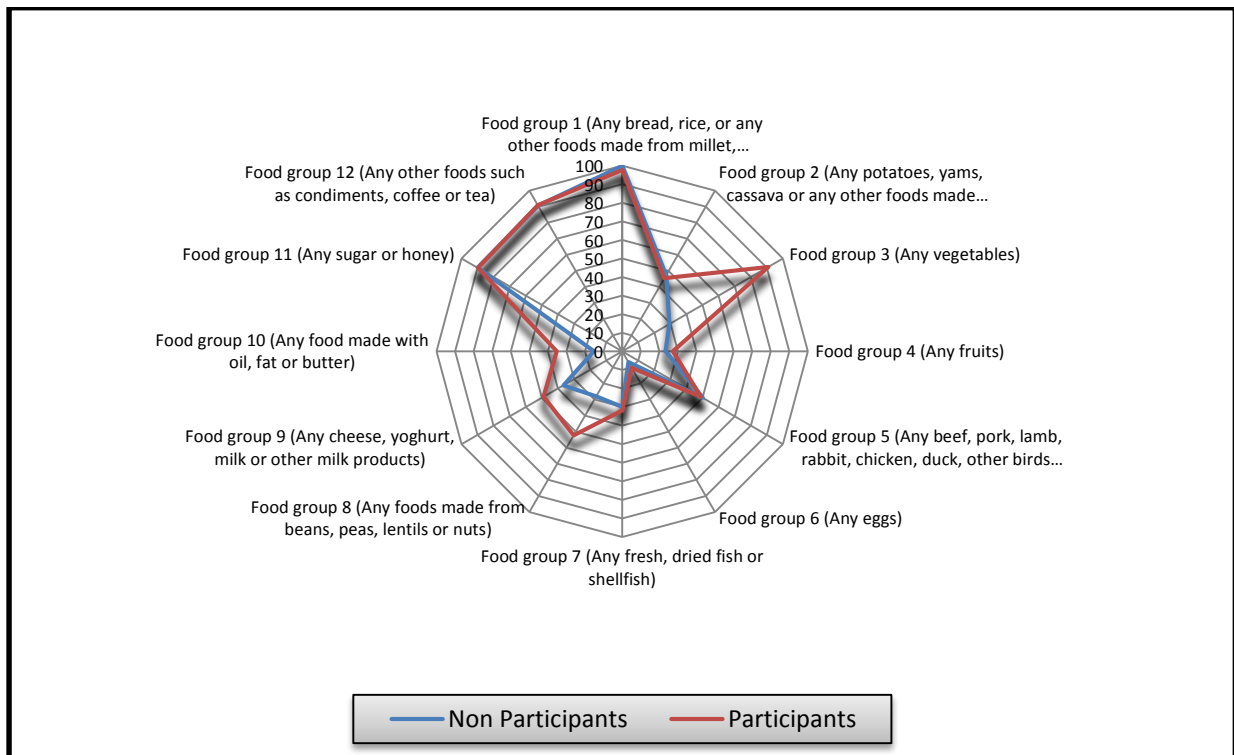 Food group 1 (Any bread, rice, or any
other foods made from millet,…
Food group 2 (Any potatoes, yams,
cassava or any other foods made…
Food group 3 (Any vegetables)
Food group 4 (Any fruits)
Food group 5 (Any beef, pork, lamb,
rabbit, chicken, duck, other birds…
Food group 6 (Any eggs)
Food group 7 (Any fresh, dried fish or
shellfish)
Food group 8 (Any foods made from
beans, peas, lentils or nuts)
Food group 9 (Any cheese, yoghurt,
milk or other milk products)
Food group 10 (Any food made with
oil, fat or butter)
Food group 11 (Any sugar or honey)
Food group 12 (Any other foods such
as condiments, coffee or tea)
100
90
80
70
60
50
40
30
20
10
0
Non Participants
Participants